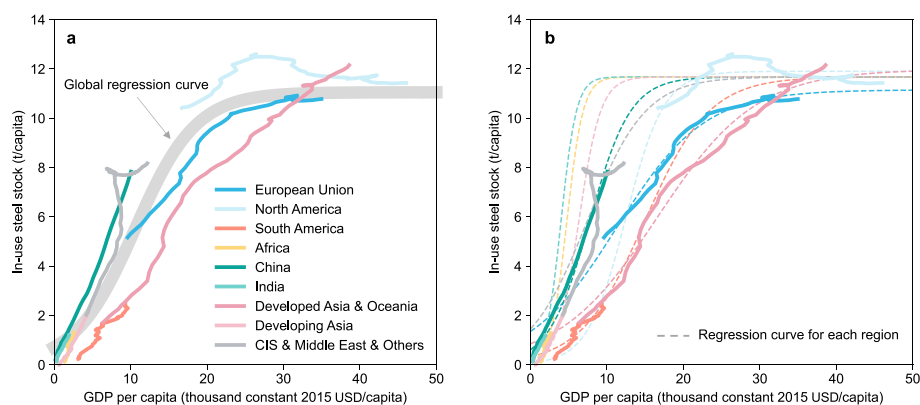 a
14
12
10
8
6
4
2
0
In-use steel stock (t/capita)
Global regression curve
European Union
North America
South America
Africa
China
India
Developed Asia & Oceania
Developing Asia
CIS & Middle East & Others
0 10 20 30 40 50
GDP per capita (thousand constant 2015 USD/capita)
b
14
12
10
8
6
4
2
0
In-use steel stock (t/capita)
Regression curve for each region
0 10 20 30 40 50
GDP per capita (thousand constant 2015 USD/capita)